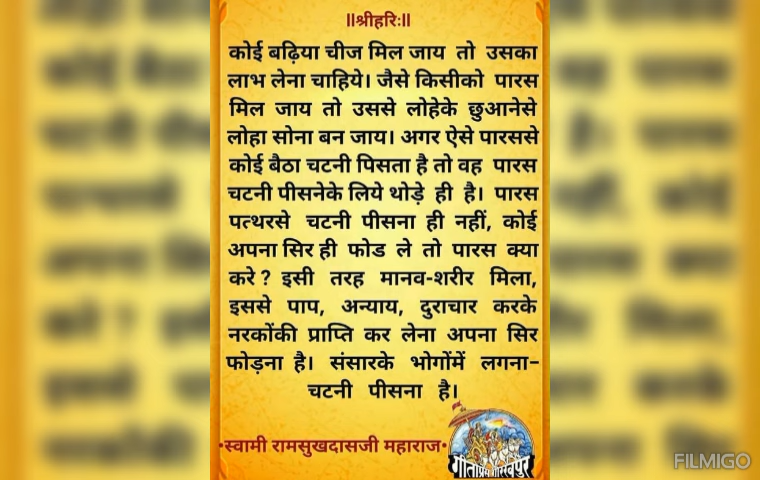 ॥श्रीहरि:॥
कोई बढ़िया चीज मिल जाय तो उसका
लाभ लेना चाहिये। जैसे किसीको पारस
मिल जाय तो उससे लोहेके छुआनेसे
लोहा सोना बन जाय। अगर ऐसे पारससे
कोई बैठा चटनी पिसता है तो वह पारस
चटनी पीसनेके लिये थोड़े ही है। पारस
पत्थरसे चटनी पीसना ही नहीं, कोई
अपना सिर ही फोड ले तो पारस क्या
करे ? इसी तरह मानव-शरीर मिला,
इससे पाप, अन्याय, दुराचार करके
नरकोंकी प्राप्ति कर लेना अपना सिर
फोड़ना है। संसारके भोगोंमें लगना–
चटनी पीसना है।
•स्वामी रामसुखदासजी महाराज•
गीताप्रेस गोरखपुर
FILMIGO